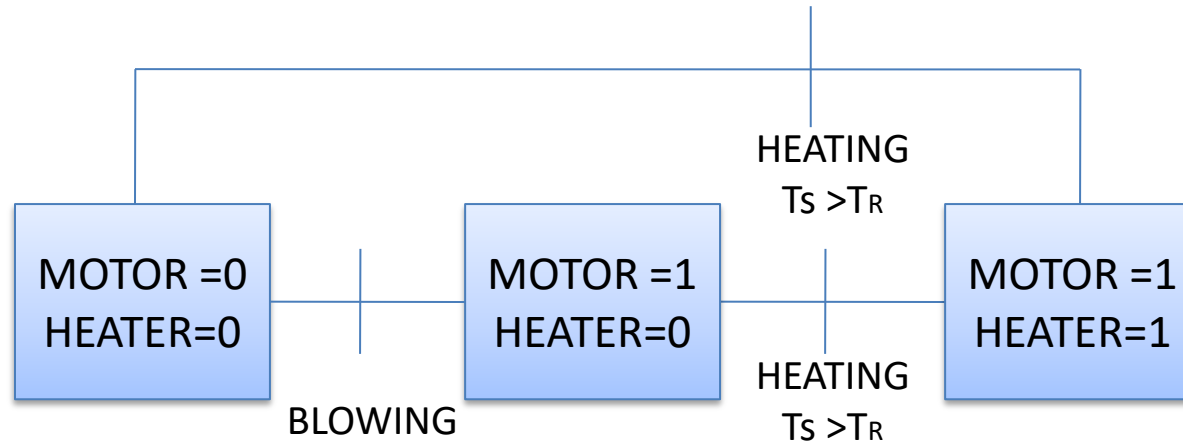 HEATING
Ts >TR
MOTOR =0
HEATER=0
MOTOR =1
HEATER=0
MOTOR =1
HEATER=1
BLOWING
HEATING
Ts >TR